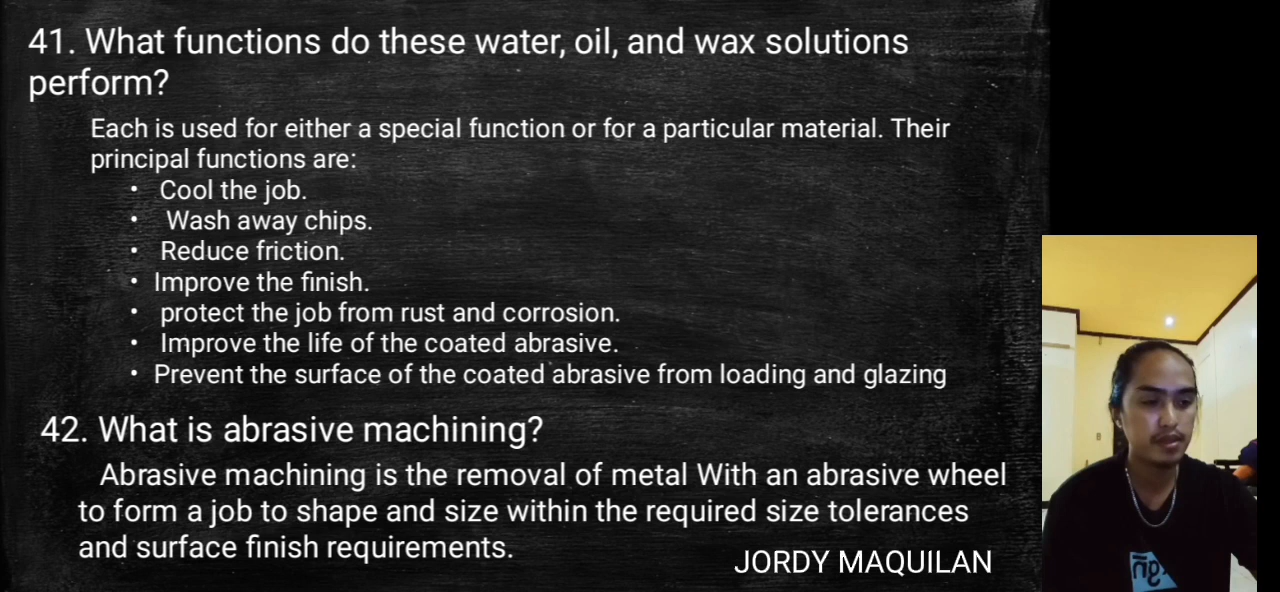 41. What functions do these water, oil, and wax solutions
perform?
Each is used for either a special function or for a particular material. Their
principal functions are:
• Cool the job.
• Wash away chips.
• Reduce friction.
• Improve the finish.
• protect the job from rust and corrosion.
• Improve the life of the coated abrasive.
• Prevent the surface of the coated abrasive from loading and glazing
42. What is abrasive machining?
Abrasive machining is the removal of metal With an abrasive wheel
to form a job to shape and size within the required size tolerances
and surface finish requirements.
JORDY MAQUILAN